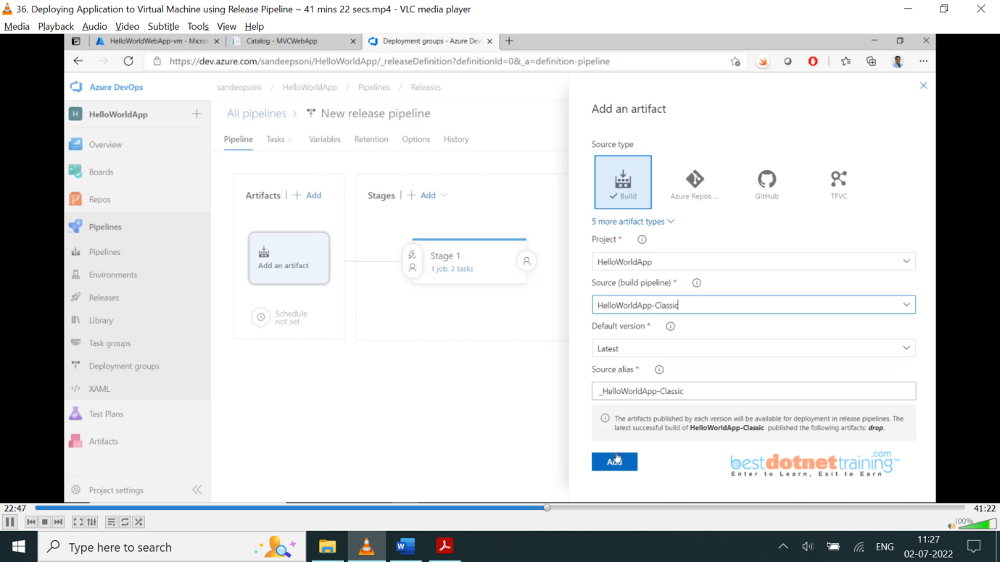 36. Deploying Application to Virtual Machine using Release Pipeline ~ 41 mins 22 secs.mp4 - VLC media player
Media Playback Audio Video Subtitle Tools View Help
HelloWorldWebApp-vm - Micros Catalog - MVCWebApp Deployment groups - Azure Dev
https://dev.azure.com/sandeepsoni/HelloWorldApp/_releaseDefinition?definitionId=0&_a=definition-pipeline
Azure DevOps
sandeepsoni / HelloWorldApp / Pipelines / Releases
H HelloWorldApp
Overview
Boards
Repos
Pipelines
Pipelines
Environments
Releases
Library
Task groups
Deployment groups
XAML
Test Plans
Artifacts
Project settings
All pipelines > New release pipeline
Pipeline Tasks Variables Retention Options History
Artifacts | + Add
Stages | + Add
Add an artifact
Stage 1
1 job, 2 tasks
Schedule
not set
Add an artifact
Source type
Build
Azure Repos ...
GitHub
TFVC
5 more artifact types
Project *
HelloWorldApp
Source (build pipeline) *
HelloWorldApp-Classic
Default version *
Latest
Source alias *
_HelloWorldApp-Classic
The artifacts published by each version will be available for deployment in release pipelines. The
latest successful build of HelloWorldApp-Classic published the following artifacts: drop.
Add
@bestdotnettraining.com™
Enter to Learn, Exit to Earn
22:47
41:22
100%
Type here to search
ENG
11:27
02-07-2022